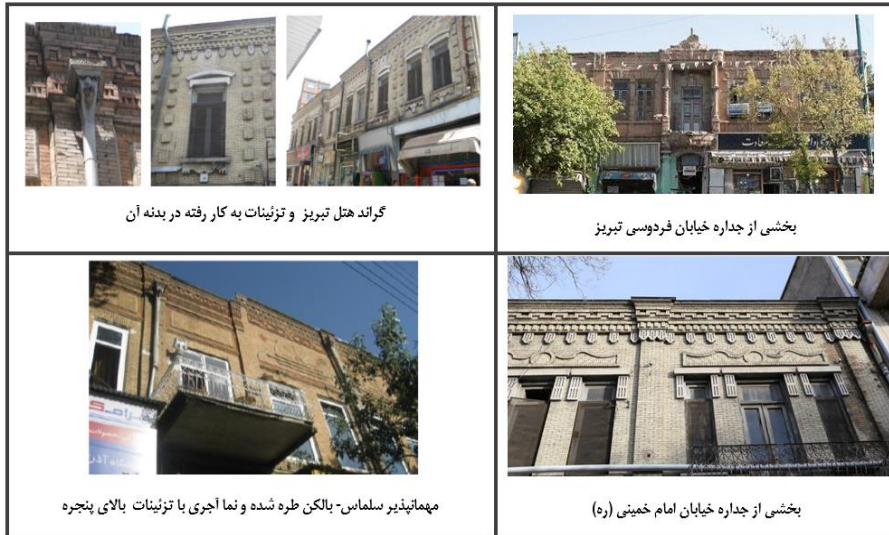 بخشی از جداره خیابان فردوسی تبریز
گراند هتل تبریز و تزئینات به کار رفته در بدنه آن
بخشی از جداره خیابان امام خمینی (ره)
مهمانپذیر سلماس- بالکن طره شده و نما آجری با تزئینات بالای پنجره